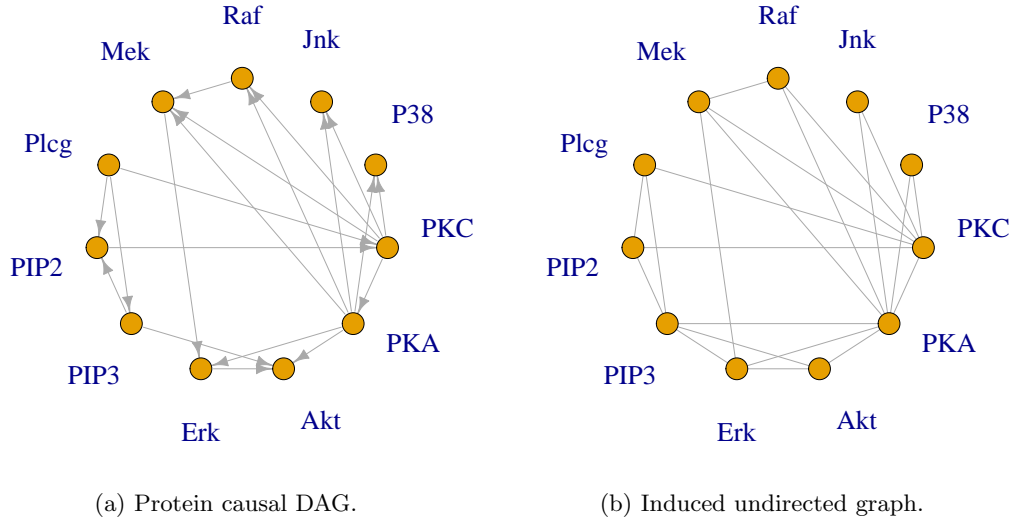 Raf
Jnk
Mek
P38
Plcg
PKC
PIP2
PKA
PIP3
Akt
Erk
(a) Protein causal DAG.
Raf
Jnk
Mek
P38
Plcg
PKC
PIP2
PKA
PIP3
Akt
Erk
(b) Induced undirected graph.